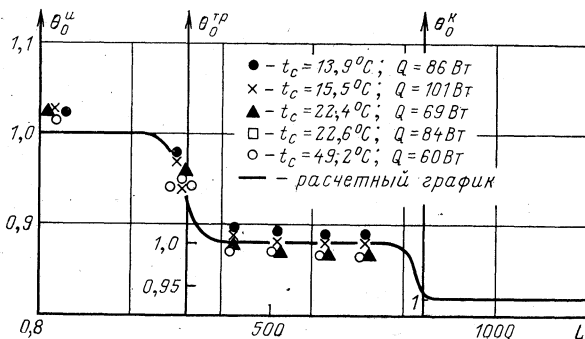 θ₀ᵘ θ₀ᵀᴾ θ₀ᴷ
1,1
● – t_c = 13,9°C; Q = 86 Вт
× – t_c = 15,5°C; Q = 101 Вт
▲ – t_c = 22,4°C; Q = 69 Вт
□ – t_c = 22,6°C; Q = 84 Вт
○ – t_c = 49,2°C; Q = 60 Вт
— – расчетный график
1,0
0,9
1,0
0,95
1
0,8 500 1000